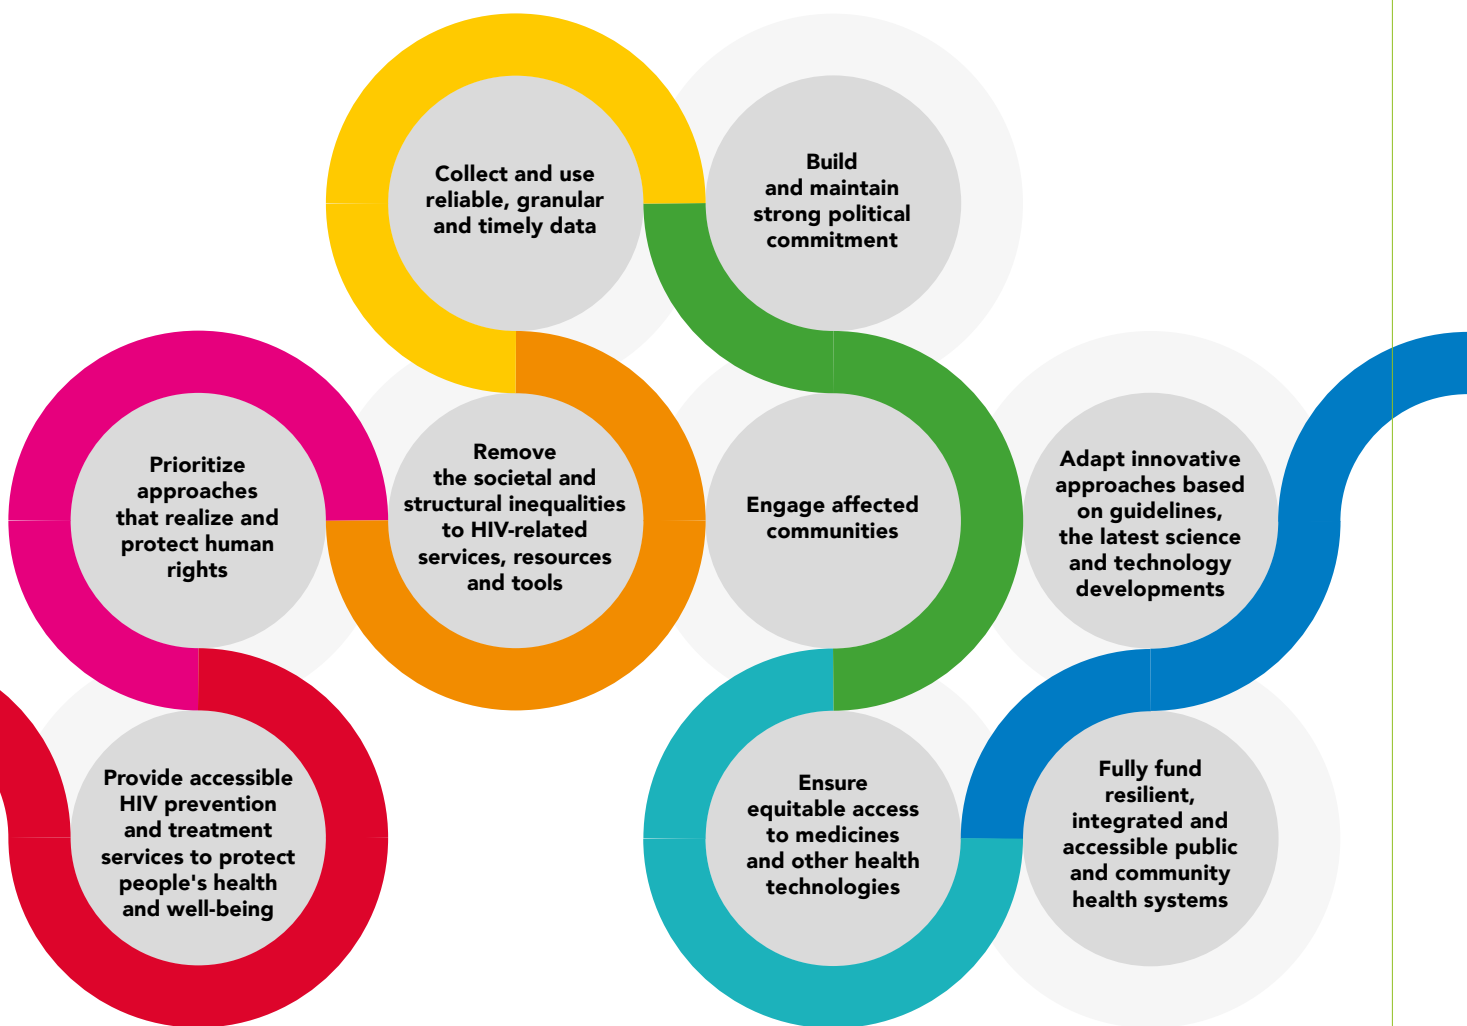 Collect and use
reliable, granular
and timely data
Build
and maintain
strong political
commitment
Prioritize
approaches
that realize and
protect human
rights
Remove
the societal and
structural inequalities
to HIV-related
services, resources
and tools
Engage affected
communities
Adapt innovative
approaches based
on guidelines,
the latest science
and technology
developments
Provide accessible
HIV prevention
and treatment
services to protect
people's health
and well-being
Ensure
equitable access
to medicines
and other health
technologies
Fully fund
resilient,
integrated and
accessible public
and community
health systems